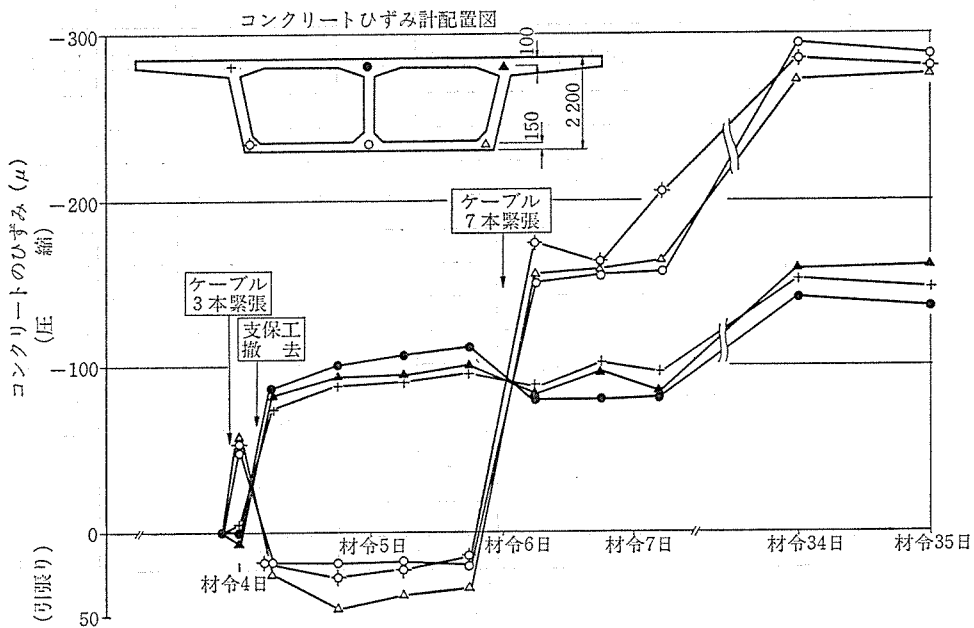 コンクリートひずみ計配置図
−300
100
2 200
150
−200
ケーブル
7本緊張
コンクリートのひずみ (μ)
(圧 縮)
ケーブル
3本緊張
支保工
撤 去
−100
0
材令5日
材令6日
材令7日
材令34日
材令35日
材令4日
(引張り)
50